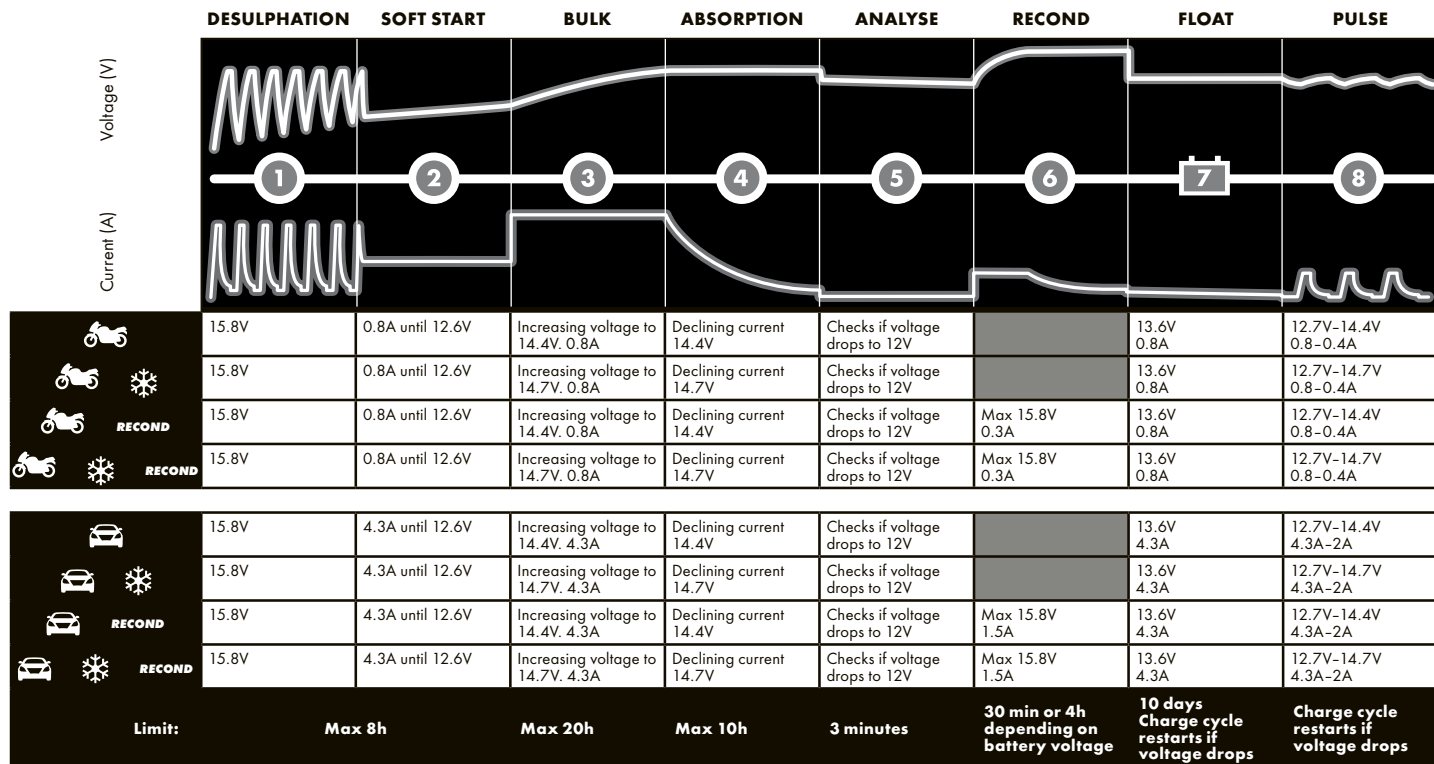 DESULPHATION SOFT START BULK ABSORPTION ANALYSE RECOND FLOAT PULSE
Voltage (V)
1 2 3 4 5 6 7 8
Current (A)
15.8V 0.8A until 12.6V Increasing voltage to Declining current Checks if voltage 13.6V 12.7V–14.4V
14.4V. 0.8A 14.4V drops to 12V 0.8A 0.8–0.4A
15.8V 0.8A until 12.6V Increasing voltage to Declining current Checks if voltage 13.6V 12.7V–14.7V
14.7V. 0.8A 14.7V drops to 12V 0.8A 0.8–0.4A
RECOND 15.8V 0.8A until 12.6V Increasing voltage to Declining current Checks if voltage Max 15.8V 13.6V 12.7V–14.4V
14.4V. 0.8A 14.4V drops to 12V 0.3A 0.8A 0.8–0.4A
RECOND 15.8V 0.8A until 12.6V Increasing voltage to Declining current Checks if voltage Max 15.8V 13.6V 12.7V–14.7V
14.7V. 0.8A 14.7V drops to 12V 0.3A 0.8A 0.8–0.4A
15.8V 4.3A until 12.6V Increasing voltage to Declining current Checks if voltage 13.6V 12.7V–14.4V
14.4V. 4.3A 14.4V drops to 12V 4.3A 4.3A–2A
15.8V 4.3A until 12.6V Increasing voltage to Declining current Checks if voltage 13.6V 12.7V–14.7V
14.7V. 4.3A 14.7V drops to 12V 4.3A 4.3A–2A
RECOND 15.8V 4.3A until 12.6V Increasing voltage to Declining current Checks if voltage Max 15.8V 13.6V 12.7V–14.4V
14.4V. 4.3A 14.4V drops to 12V 1.5A 4.3A 4.3A–2A
RECOND 15.8V 4.3A until 12.6V Increasing voltage to Declining current Checks if voltage Max 15.8V 13.6V 12.7V–14.7V
14.7V. 4.3A 14.7V drops to 12V 1.5A 4.3A 4.3A–2A
Limit: Max 8h Max 20h Max 10h 3 minutes
30 min or 4h
depending on
battery voltage
10 days
Charge cycle
restarts if
voltage drops
Charge cycle
restarts if
voltage drops